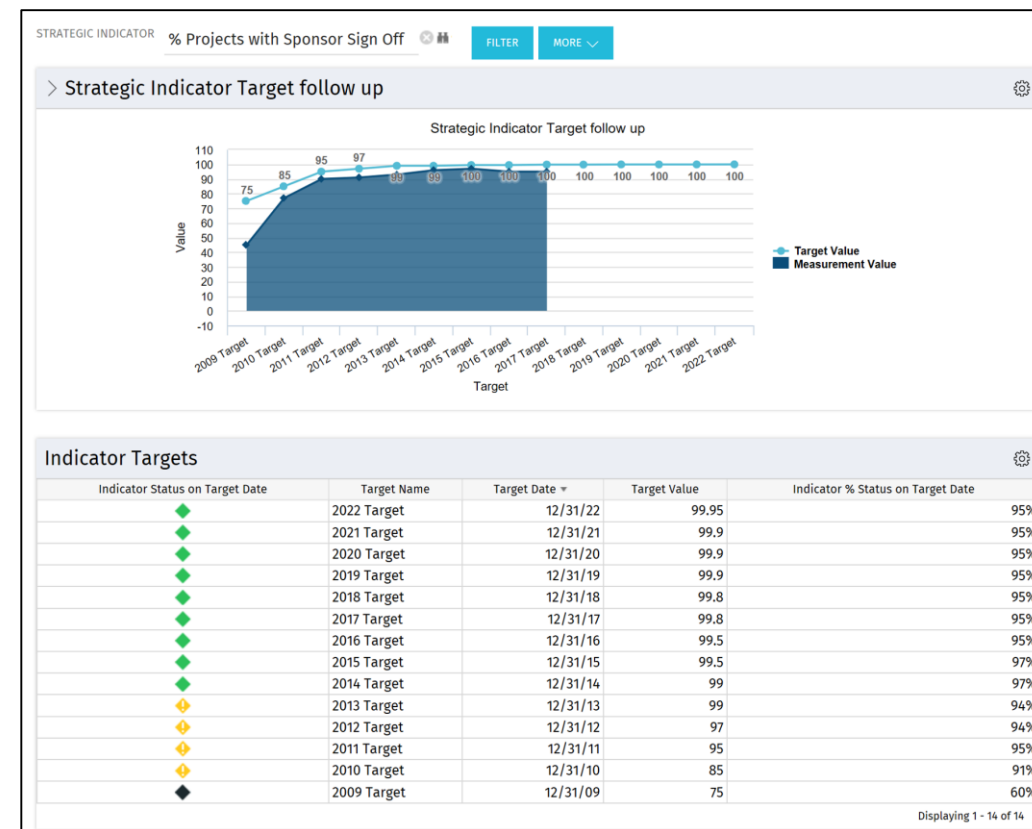 STRATEGIC INDICATOR % Projects with Sponsor Sign Off FILTER MORE
Strategic Indicator Target follow up
Strategic Indicator Target follow up
110
100
90
80
70
60
50
40
30
20
10
0
-10
Value
75 85 95 97 99 99 100 100 100 100 100 100 100 100
2009 Target 2010 Target 2011 Target 2012 Target 2013 Target 2014 Target 2015 Target 2016 Target 2017 Target 2018 Target 2019 Target 2020 Target 2021 Target 2022 Target
Target
Target Value
Measurement Value
Indicator Targets
Indicator Status on Target Date Target Name Target Date Target Value Indicator % Status on Target Date
2022 Target 12/31/22 99.95 95%
2021 Target 12/31/21 99.9 95%
2020 Target 12/31/20 99.9 95%
2019 Target 12/31/19 99.9 95%
2018 Target 12/31/18 99.8 95%
2017 Target 12/31/17 99.8 95%
2016 Target 12/31/16 99.5 95%
2015 Target 12/31/15 99.5 97%
2014 Target 12/31/14 99 97%
2013 Target 12/31/13 99 94%
2012 Target 12/31/12 97 94%
2011 Target 12/31/11 95 95%
2010 Target 12/31/10 85 91%
2009 Target 12/31/09 75 60%
Displaying 1 - 14 of 14